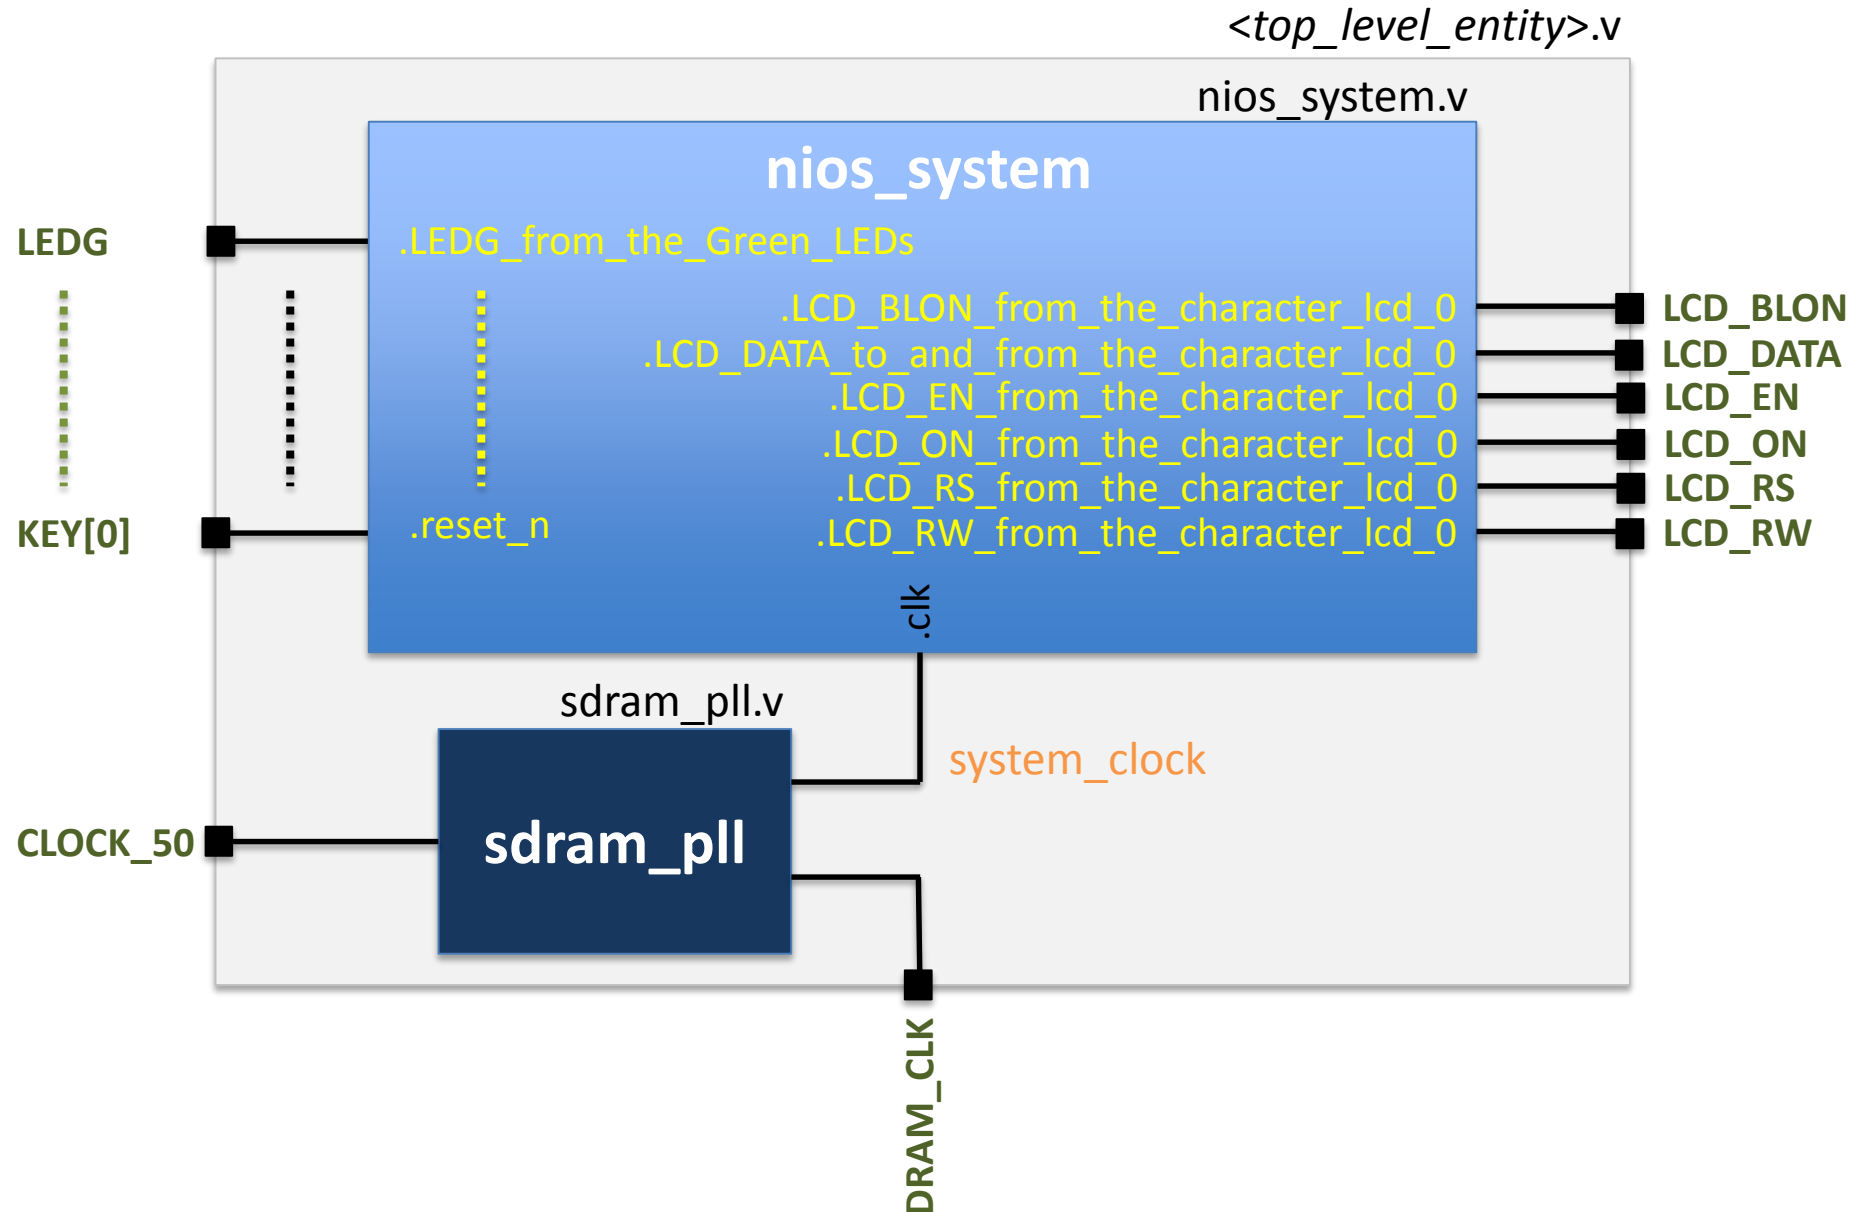 <top_level_entity>.v
nios_system.v
nios_system
LEDG
.LEDG_from_the_Green_LEDs
.LCD_BLON_from_the_character_lcd_0
LCD_BLON
.LCD_DATA_to_and_from_the_character_lcd_0
LCD_DATA
.LCD_EN_from_the_character_lcd_0
LCD_EN
.LCD_ON_from_the_character_lcd_0
LCD_ON
.LCD_RS_from_the_character_lcd_0
LCD_RS
KEY[0]
.reset_n
.LCD_RW_from_the_character_lcd_0
LCD_RW
.clk
sdram_pll.v
system_clock
CLOCK_50
sdram_pll
DRAM_CLK